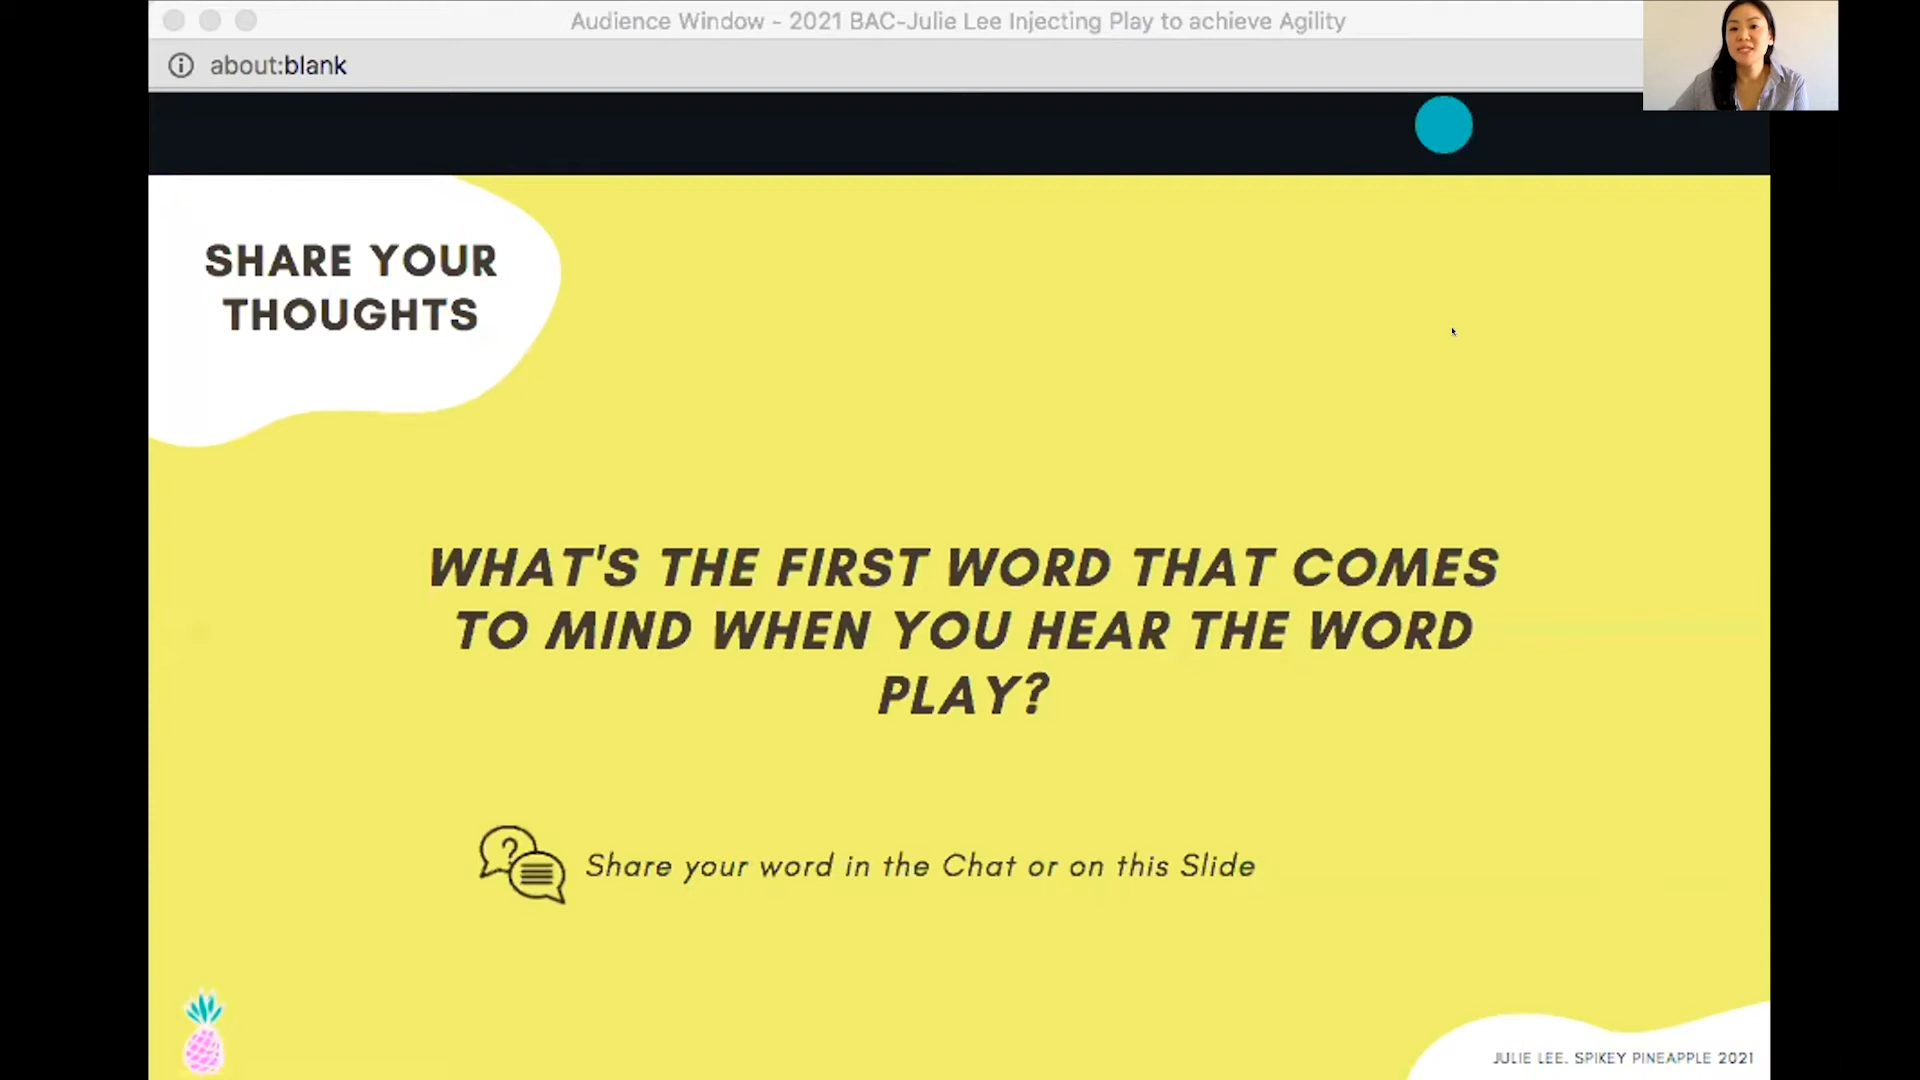 Audience Window - 2021 BAC-Julie Lee Injecting Play to achieve Agility
about:blank
SHARE YOUR
THOUGHTS
WHAT'S THE FIRST WORD THAT COMES
TO MIND WHEN YOU HEAR THE WORD
PLAY?
?
Share your word in the Chat or on this Slide
JULIE LEE. SPIKEY PINEAPPLE 2021